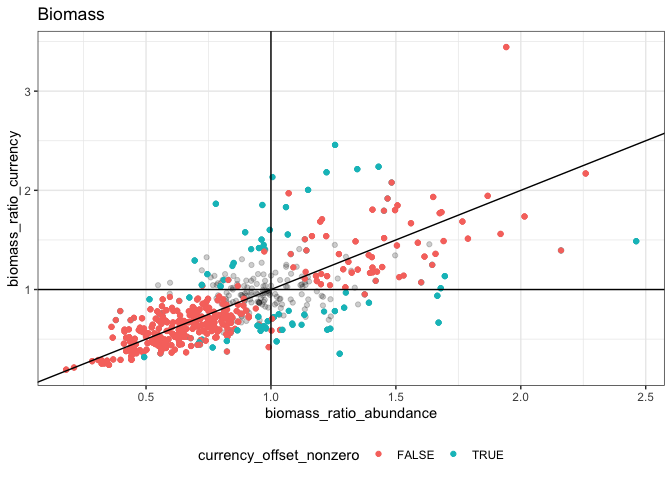 Biomass
biomass_ratio_currency
3
2
1
0.5
1.0
1.5
2.0
2.5
biomass_ratio_abundance
currency_offset_nonzero
FALSE
TRUE